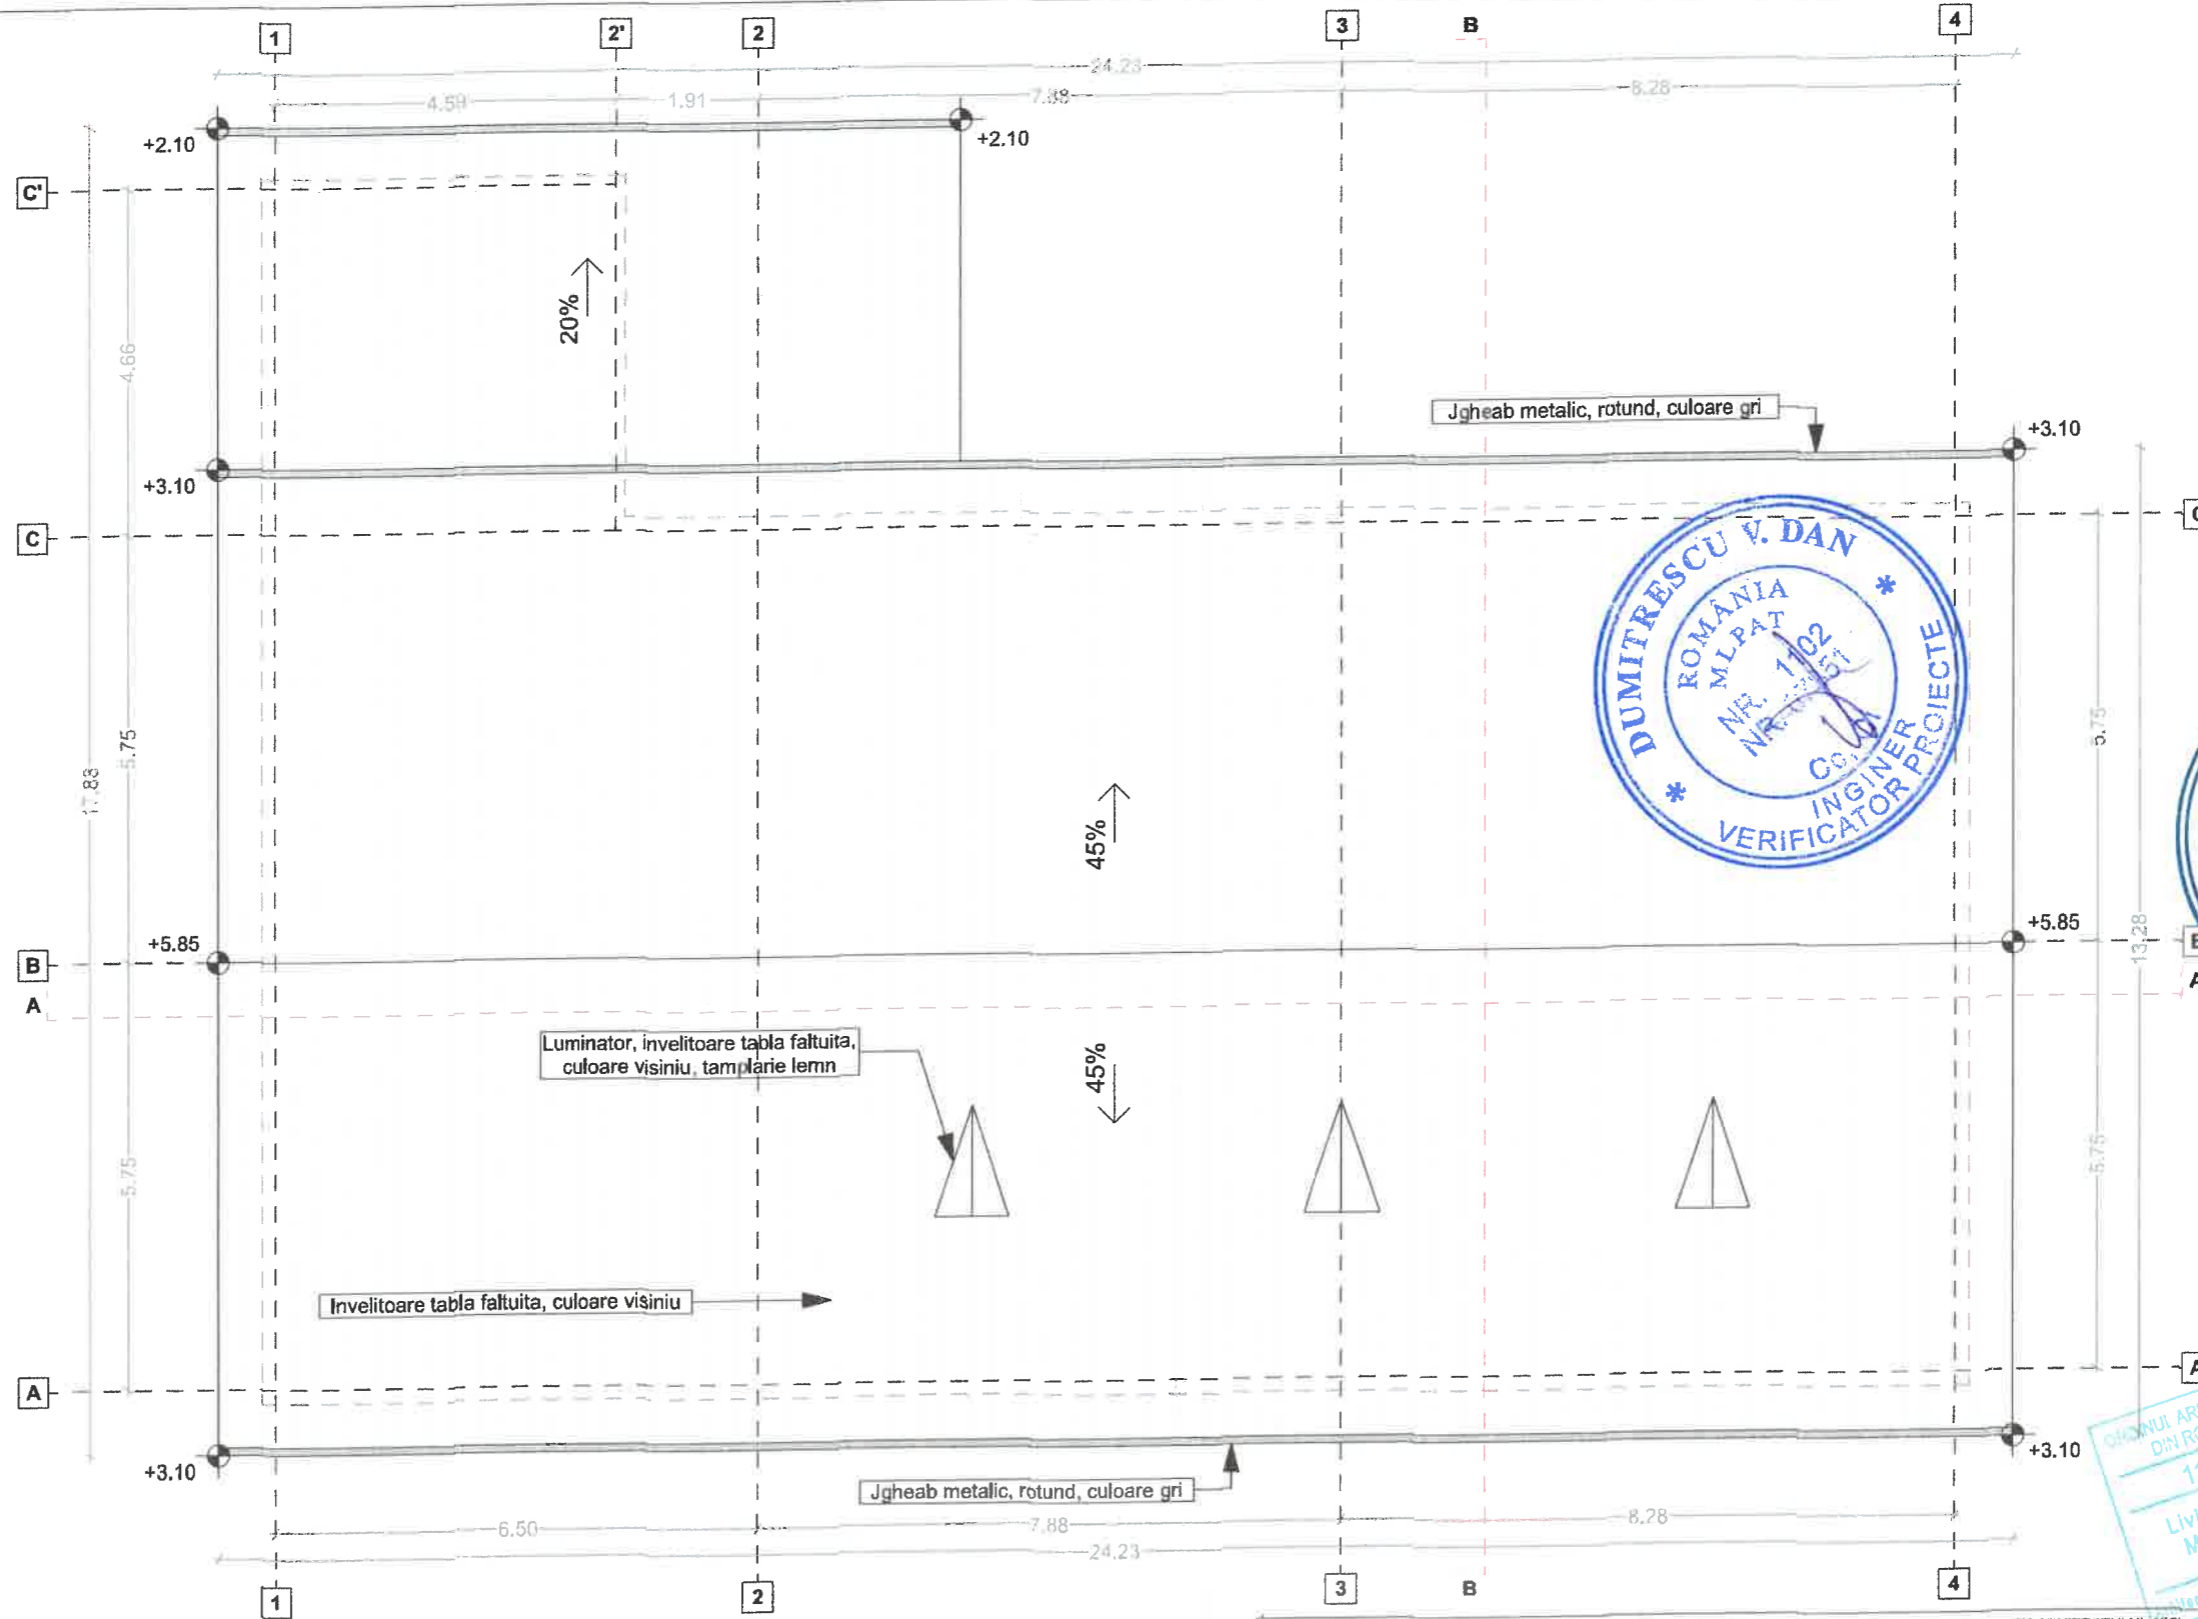 1
2'
2
3
B
4
24.23
4.59
1.91
7.88
8.28
+2.10
+2.10
C'
20%
4.66
Jgheab metalic, rotund, culoare gri
+3.10
+3.10
C
DUMITRESCU V. DAN
ROMÂNIA
MLPAT
NR. 1102
INGINER
VERIFICATOR PROIECTE
5.75
5.75
17.88
45%
+5.85
+5.85
B
13.28
A
Luminator, invelitoare tabla faltuita,
culoare visiniu, tamplarie lemn
45%
5.75
5.75
Invelitoare tabla faltuita, culoare visiniu
A
+3.10
+3.10
Jgheab metalic, rotund, culoare gri
6.50
7.88
8.28
24.23
1
2
3
B
4